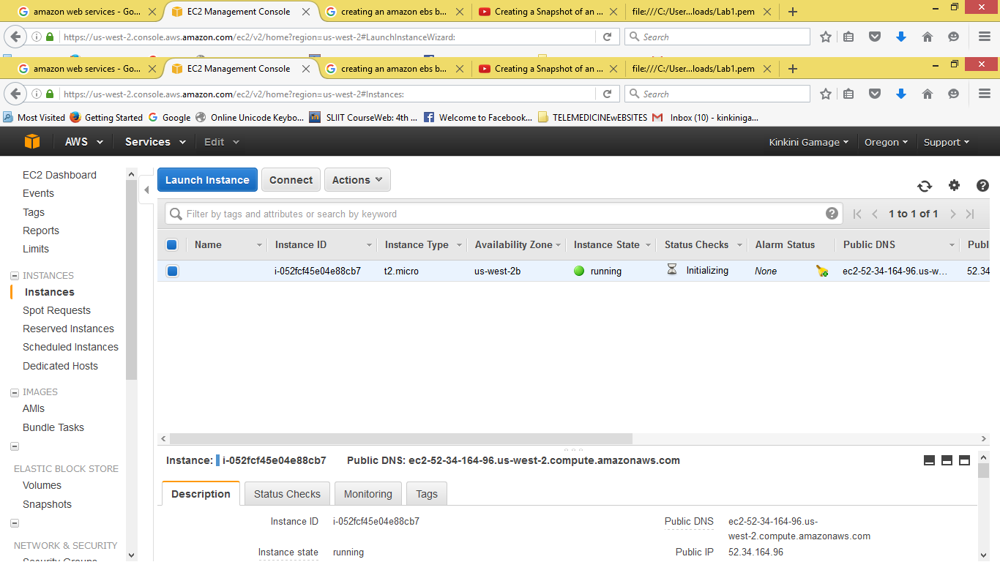 amazon web services - Go...
EC2 Management Console
creating an amazon ebs b...
Creating a Snapshot of an ...
file:///C:/User...loads/Lab1.pem
https://us-west-2.console.aws.amazon.com/ec2/v2/home?region=us-west-2#LaunchInstanceWizard:
Search
amazon web services - Go...
EC2 Management Console
creating an amazon ebs b...
Creating a Snapshot of an ...
file:///C:/User...loads/Lab1.pem
https://us-west-2.console.aws.amazon.com/ec2/v2/home?region=us-west-2#Instances:
Search
Most Visited Getting Started Google Online Unicode Keybo... SLIIT CourseWeb: 4th ... Welcome to Facebook... TELEMEDICINEwEBSITES Inbox (10) - kinkiniga...
AWS Services Edit Kinkini Gamage Oregon Support
EC2 Dashboard
Events
Tags
Reports
Limits
INSTANCES
Instances
Spot Requests
Reserved Instances
Scheduled Instances
Dedicated Hosts
IMAGES
AMIs
Bundle Tasks
ELASTIC BLOCK STORE
Volumes
Snapshots
NETWORK & SECURITY
Security Groups
Launch Instance Connect Actions
Filter by tags and attributes or search by keyword
1 to 1 of 1
Name Instance ID Instance Type Availability Zone Instance State Status Checks Alarm Status Public DNS Publ
i-052fcf45e04e88cb7 t2.micro us-west-2b running Initializing None ec2-52-34-164-96.us-w... 52.34
Instance: i-052fcf45e04e88cb7 Public DNS: ec2-52-34-164-96.us-west-2.compute.amazonaws.com
Description Status Checks Monitoring Tags
Instance ID i-052fcf45e04e88cb7 Public DNS ec2-52-34-164-96.us-
west-2.compute.amazonaws.com
Instance state running Public IP 52.34.164.96